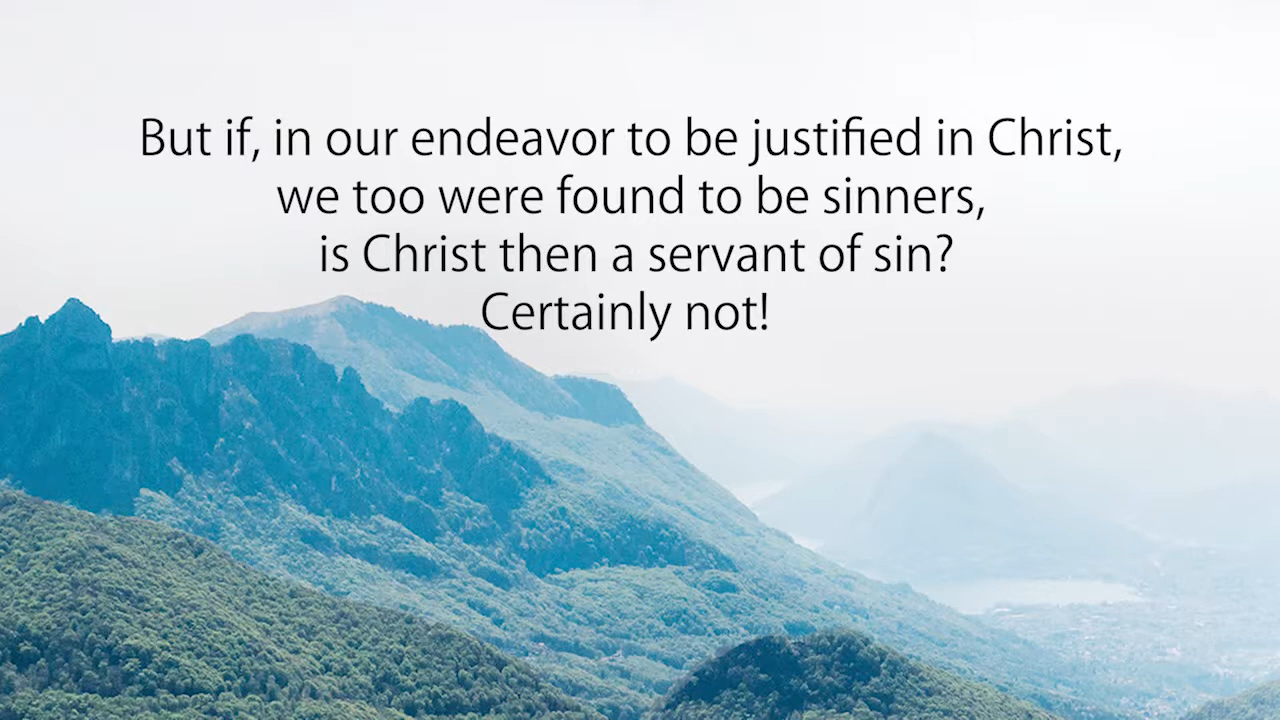 But if, in our endeavor to be justified in Christ,
we too were found to be sinners,
is Christ then a servant of sin?
Certainly not!